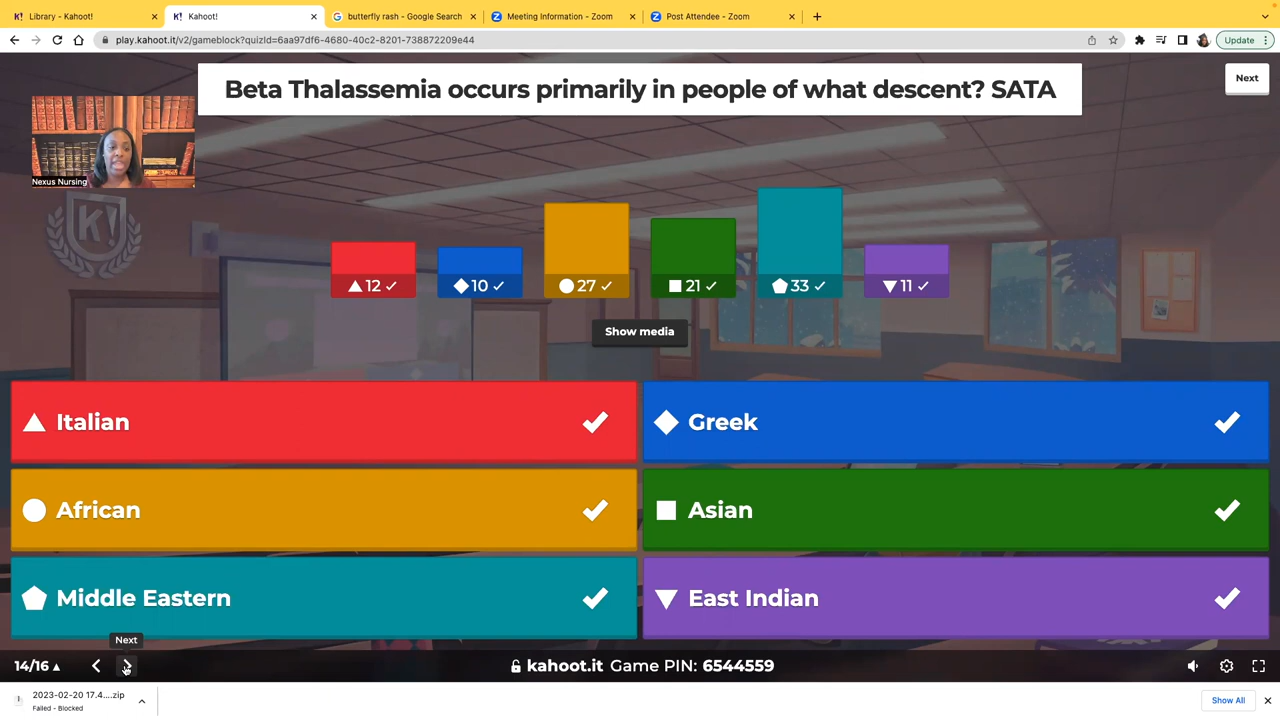 Library - Kahoot!
Kahoot!
butterfly rash - Google Search
Meeting Information - Zoom
Post Attendee - Zoom
play.kahoot.it/v2/gameblock?quizId=6aa97df6-4680-40c2-8201-738872209e44
Update
Beta Thalassemia occurs primarily in people of what descent? SATA
Next
Nexus Nursing
K!
12
10
27
21
33
11
Show media
Italian
Greek
African
Asian
Middle Eastern
East Indian
Next
14/16
kahoot.it Game PIN: 6544559
2023-02-20 17.4....zip
Failed - Blocked
Show All